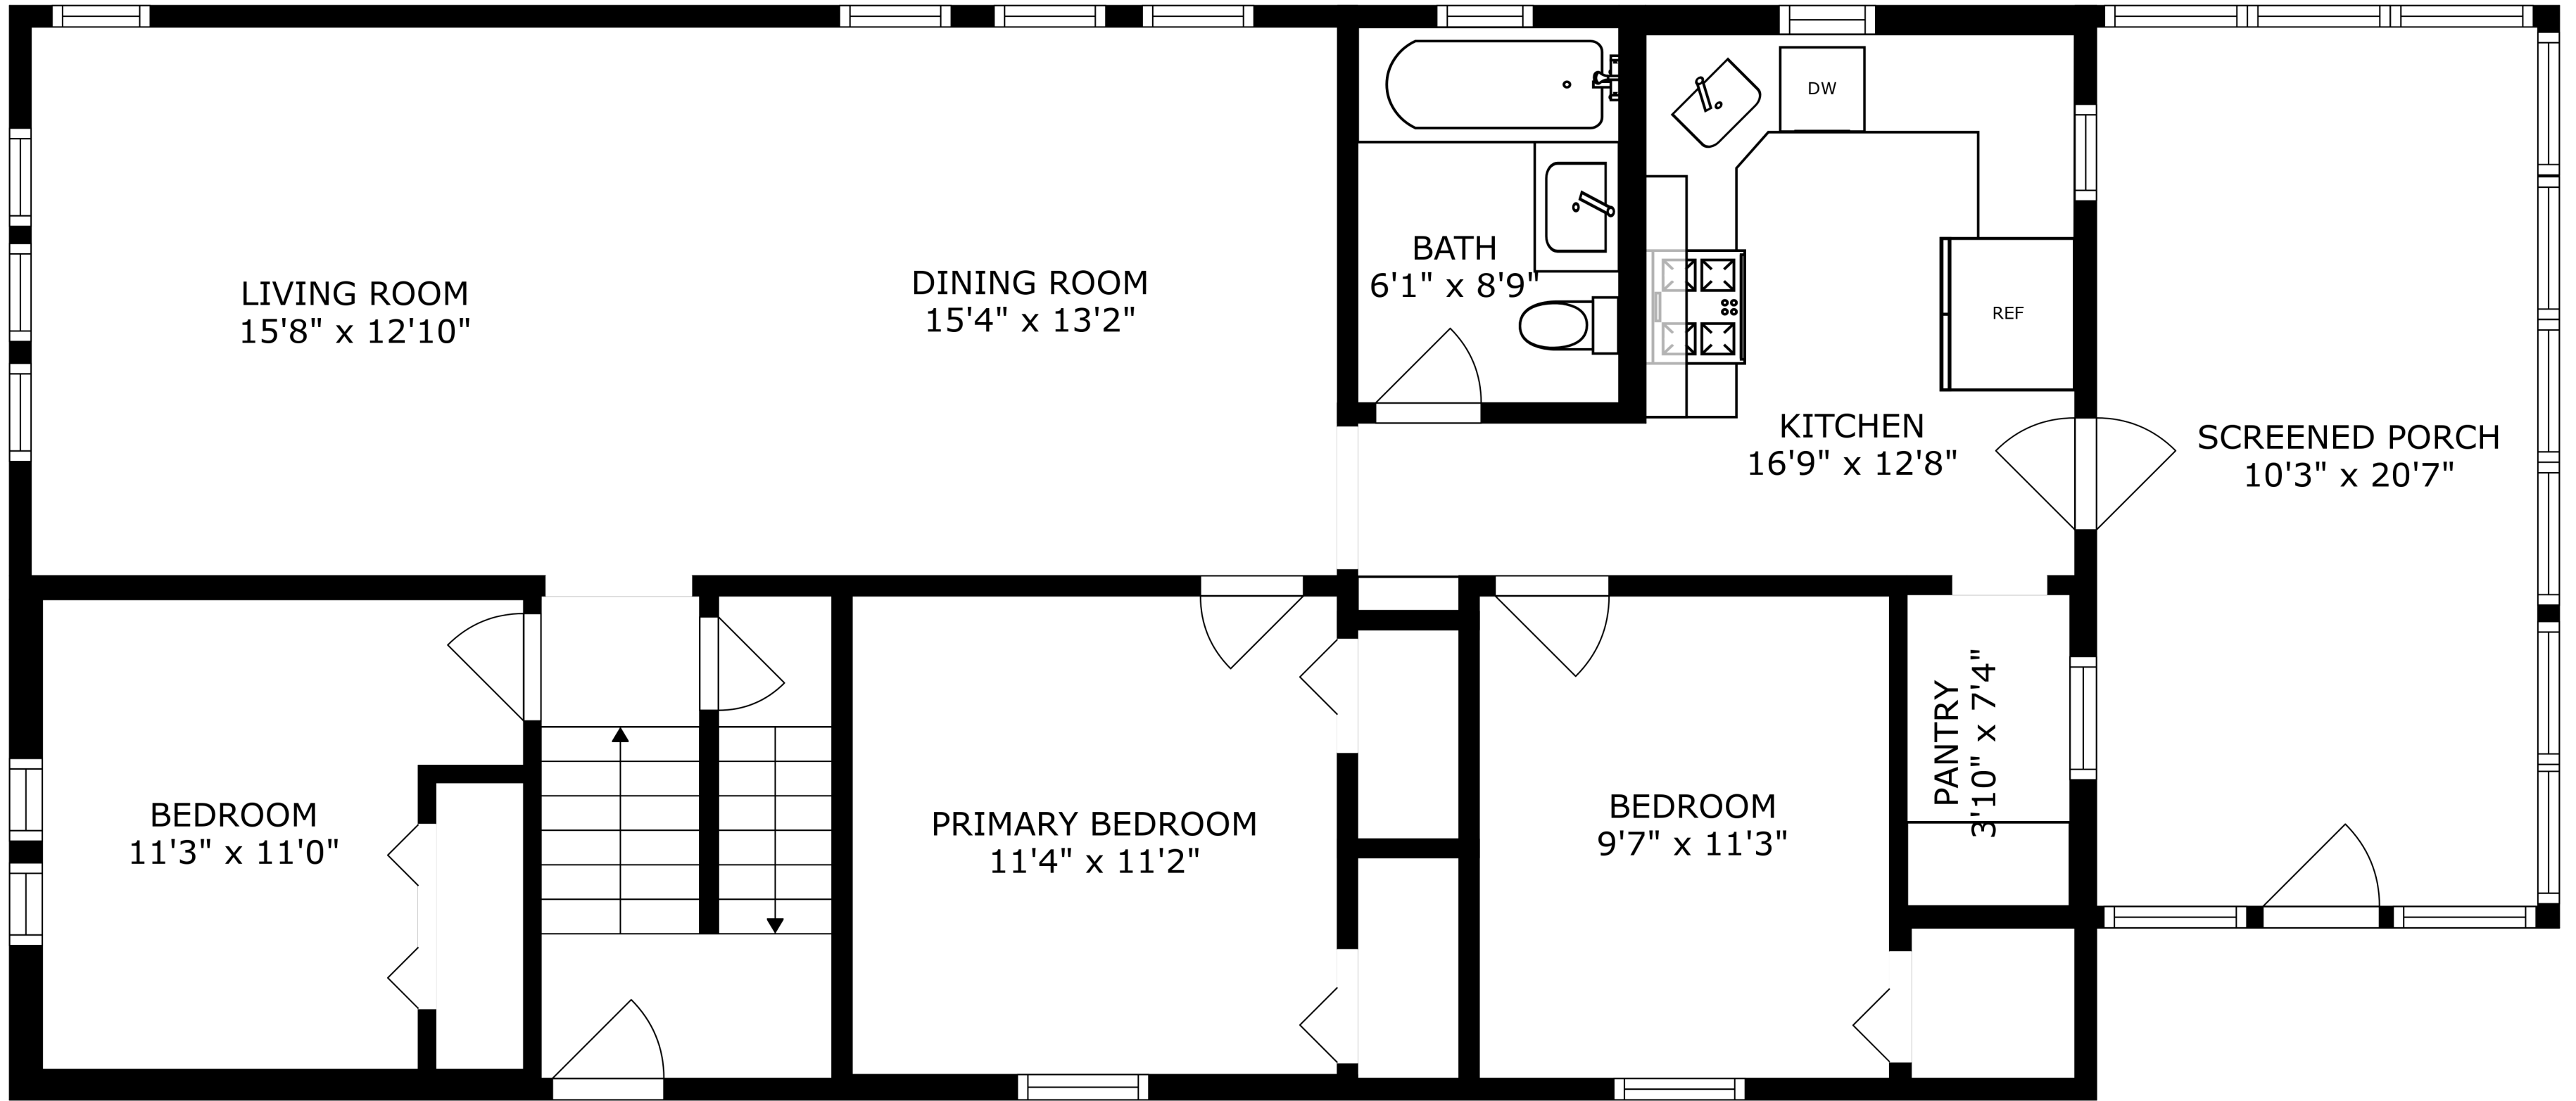 LIVING ROOM
15'8" x 12'10"
DINING ROOM
15'4" x 13'2"
BATH
6'1" x 8'9"
DW
REF
KITCHEN
16'9" x 12'8"
SCREENED PORCH
10'3" x 20'7"
BEDROOM
11'3" x 11'0"
PRIMARY BEDROOM
11'4" x 11'2"
BEDROOM
9'7" x 11'3"
PANTRY
3'10" x 7'4"